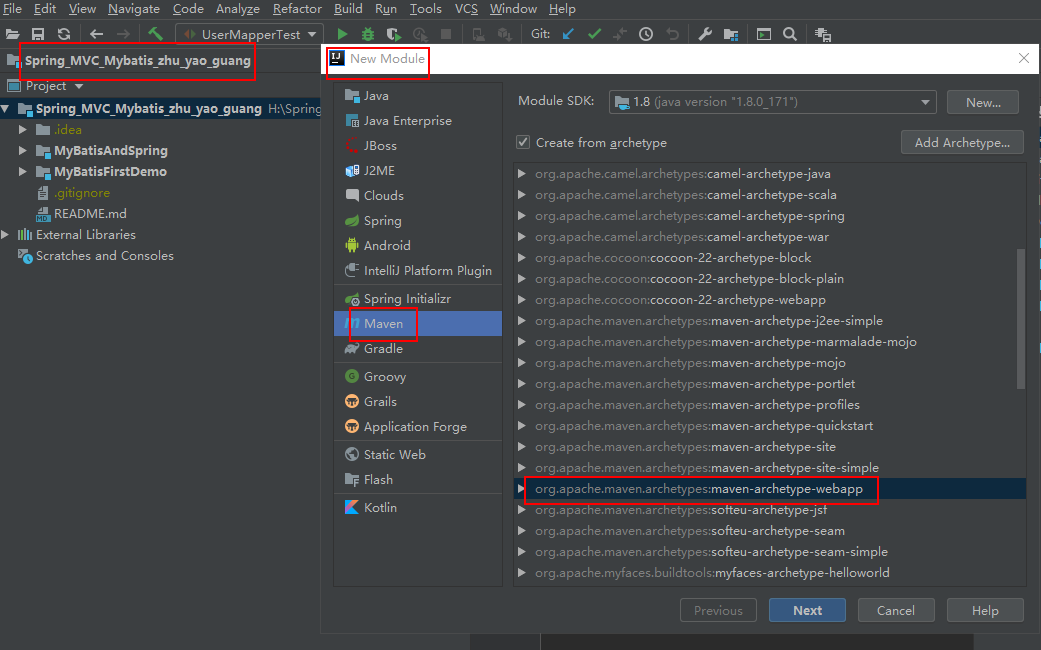 File Edit View Navigate Code Analyze Refactor Build Run Tools VCS Window Help
UserMapperTest
Git:
Spring_MVC_Mybatis_zhu_yao_guang
Project
Spring_MVC_Mybatis_zhu_yao_guang H:\Spring
.idea
MyBatisAndSpring
MyBatisFirstDemo
.gitignore
README.md
External Libraries
Scratches and Consoles
New Module
Java
Java Enterprise
JBoss
J2ME
Clouds
Spring
Android
IntelliJ Platform Plugin
Spring Initializr
Maven
Gradle
Groovy
Grails
Application Forge
Static Web
Flash
Kotlin
Module SDK: 1.8 (java version "1.8.0_171") New...
Create from archetype Add Archetype...
org.apache.camel.archetypes:camel-archetype-java
org.apache.camel.archetypes:camel-archetype-scala
org.apache.camel.archetypes:camel-archetype-spring
org.apache.camel.archetypes:camel-archetype-war
org.apache.cocoon:cocoon-22-archetype-block
org.apache.cocoon:cocoon-22-archetype-block-plain
org.apache.cocoon:cocoon-22-archetype-webapp
org.apache.maven.archetypes:maven-archetype-j2ee-simple
org.apache.maven.archetypes:maven-archetype-marmalade-mojo
org.apache.maven.archetypes:maven-archetype-mojo
org.apache.maven.archetypes:maven-archetype-portlet
org.apache.maven.archetypes:maven-archetype-profiles
org.apache.maven.archetypes:maven-archetype-quickstart
org.apache.maven.archetypes:maven-archetype-site
org.apache.maven.archetypes:maven-archetype-site-simple
org.apache.maven.archetypes:maven-archetype-webapp
org.apache.maven.archetypes:softeu-archetype-jsf
org.apache.maven.archetypes:softeu-archetype-seam
org.apache.maven.archetypes:softeu-archetype-seam-simple
org.apache.myfaces.buildtools:myfaces-archetype-helloworld
Previous Next Cancel Help